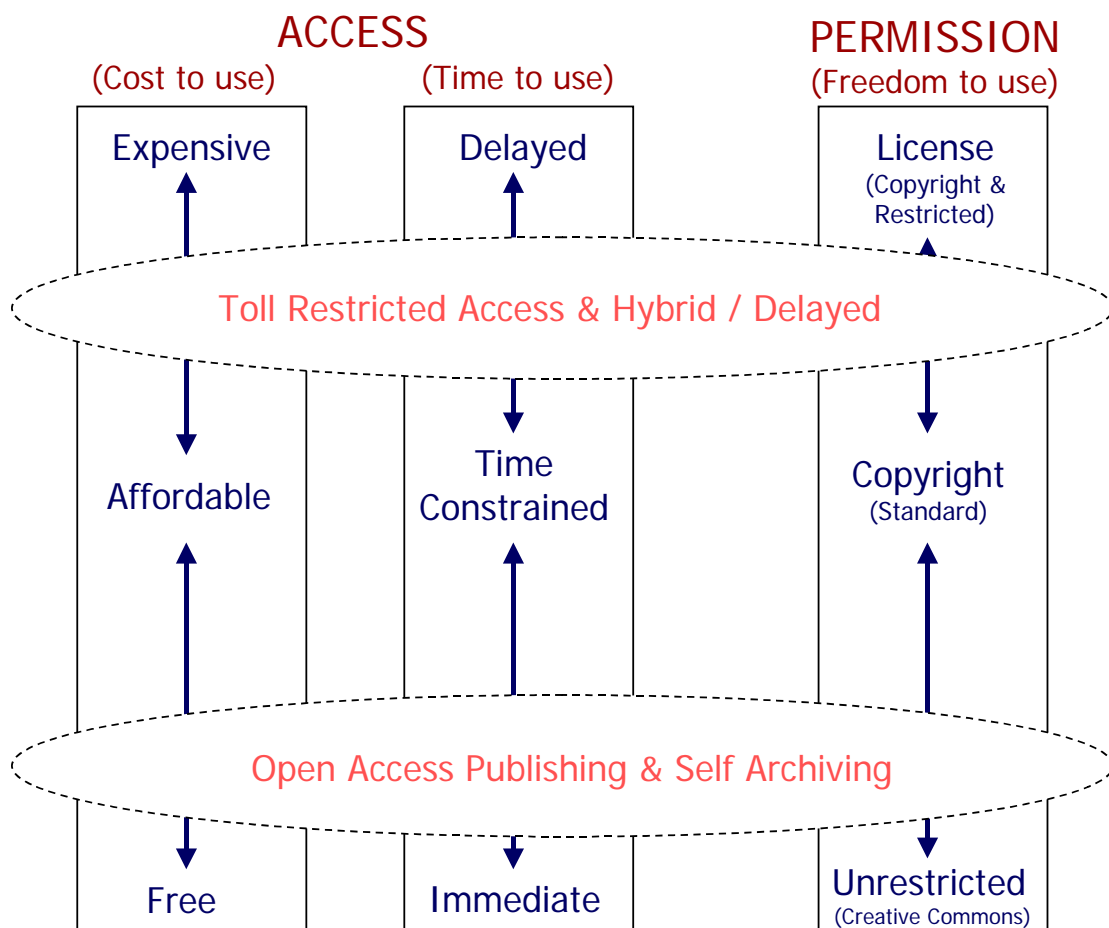 ACCESS
PERMISSION
(Cost to use)
(Time to use)
(Freedom to use)
Expensive
Delayed
License
(Copyright &
Restricted)
Toll Restricted Access & Hybrid / Delayed
Affordable
Time
Constrained
Copyright
(Standard)
Open Access Publishing & Self Archiving
Free
Immediate
Unrestricted
(Creative Commons)